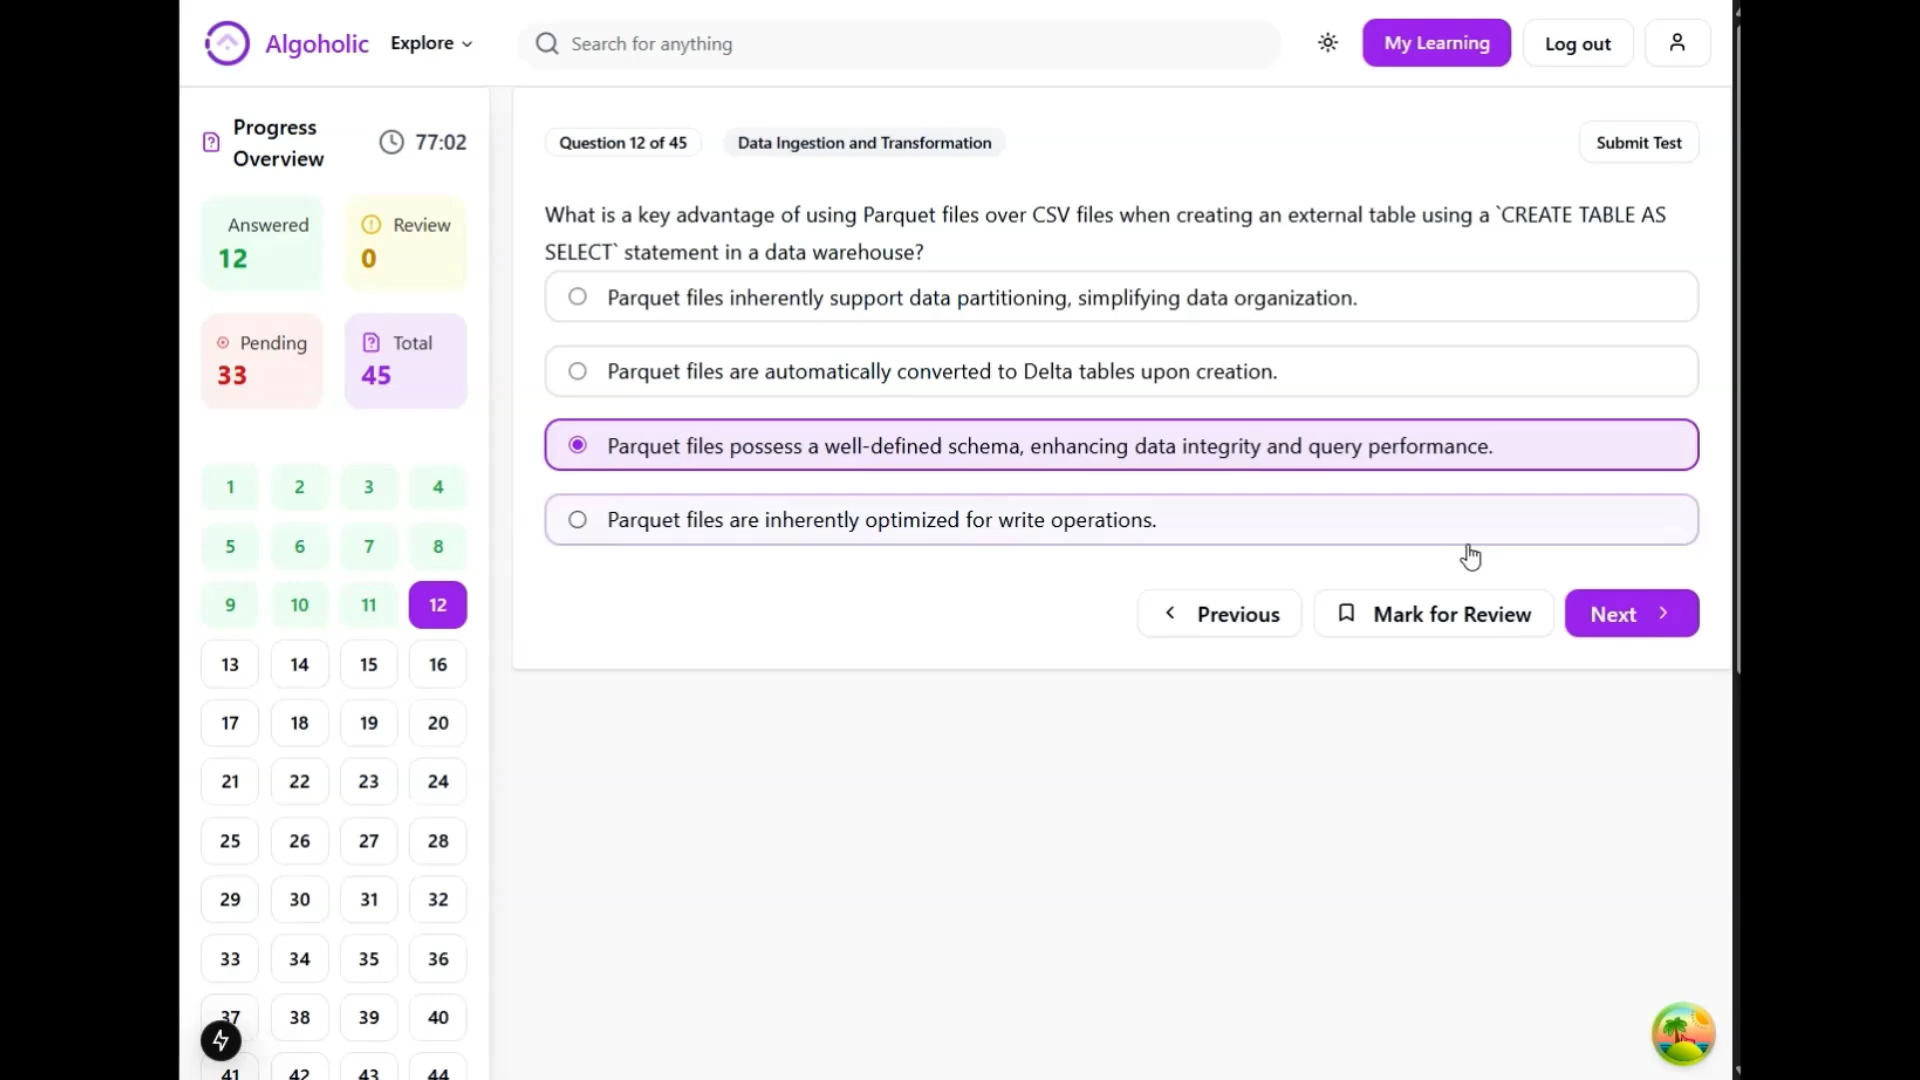 Algoholic
Explore
Search for anything
My Learning
Log out
Progress
Overview
77:02
Answered
12
Review
0
Pending
33
Total
45
1 2 3 4
5 6 7 8
9 10 11 12
13 14 15 16
17 18 19 20
21 22 23 24
25 26 27 28
29 30 31 32
33 34 35 36
37 38 39 40
41 42 43 44
Question 12 of 45
Data Ingestion and Transformation
Submit Test
What is a key advantage of using Parquet files over CSV files when creating an external table using a `CREATE TABLE AS
SELECT` statement in a data warehouse?
Parquet files inherently support data partitioning, simplifying data organization.
Parquet files are automatically converted to Delta tables upon creation.
Parquet files possess a well-defined schema, enhancing data integrity and query performance.
Parquet files are inherently optimized for write operations.
Previous
Mark for Review
Next